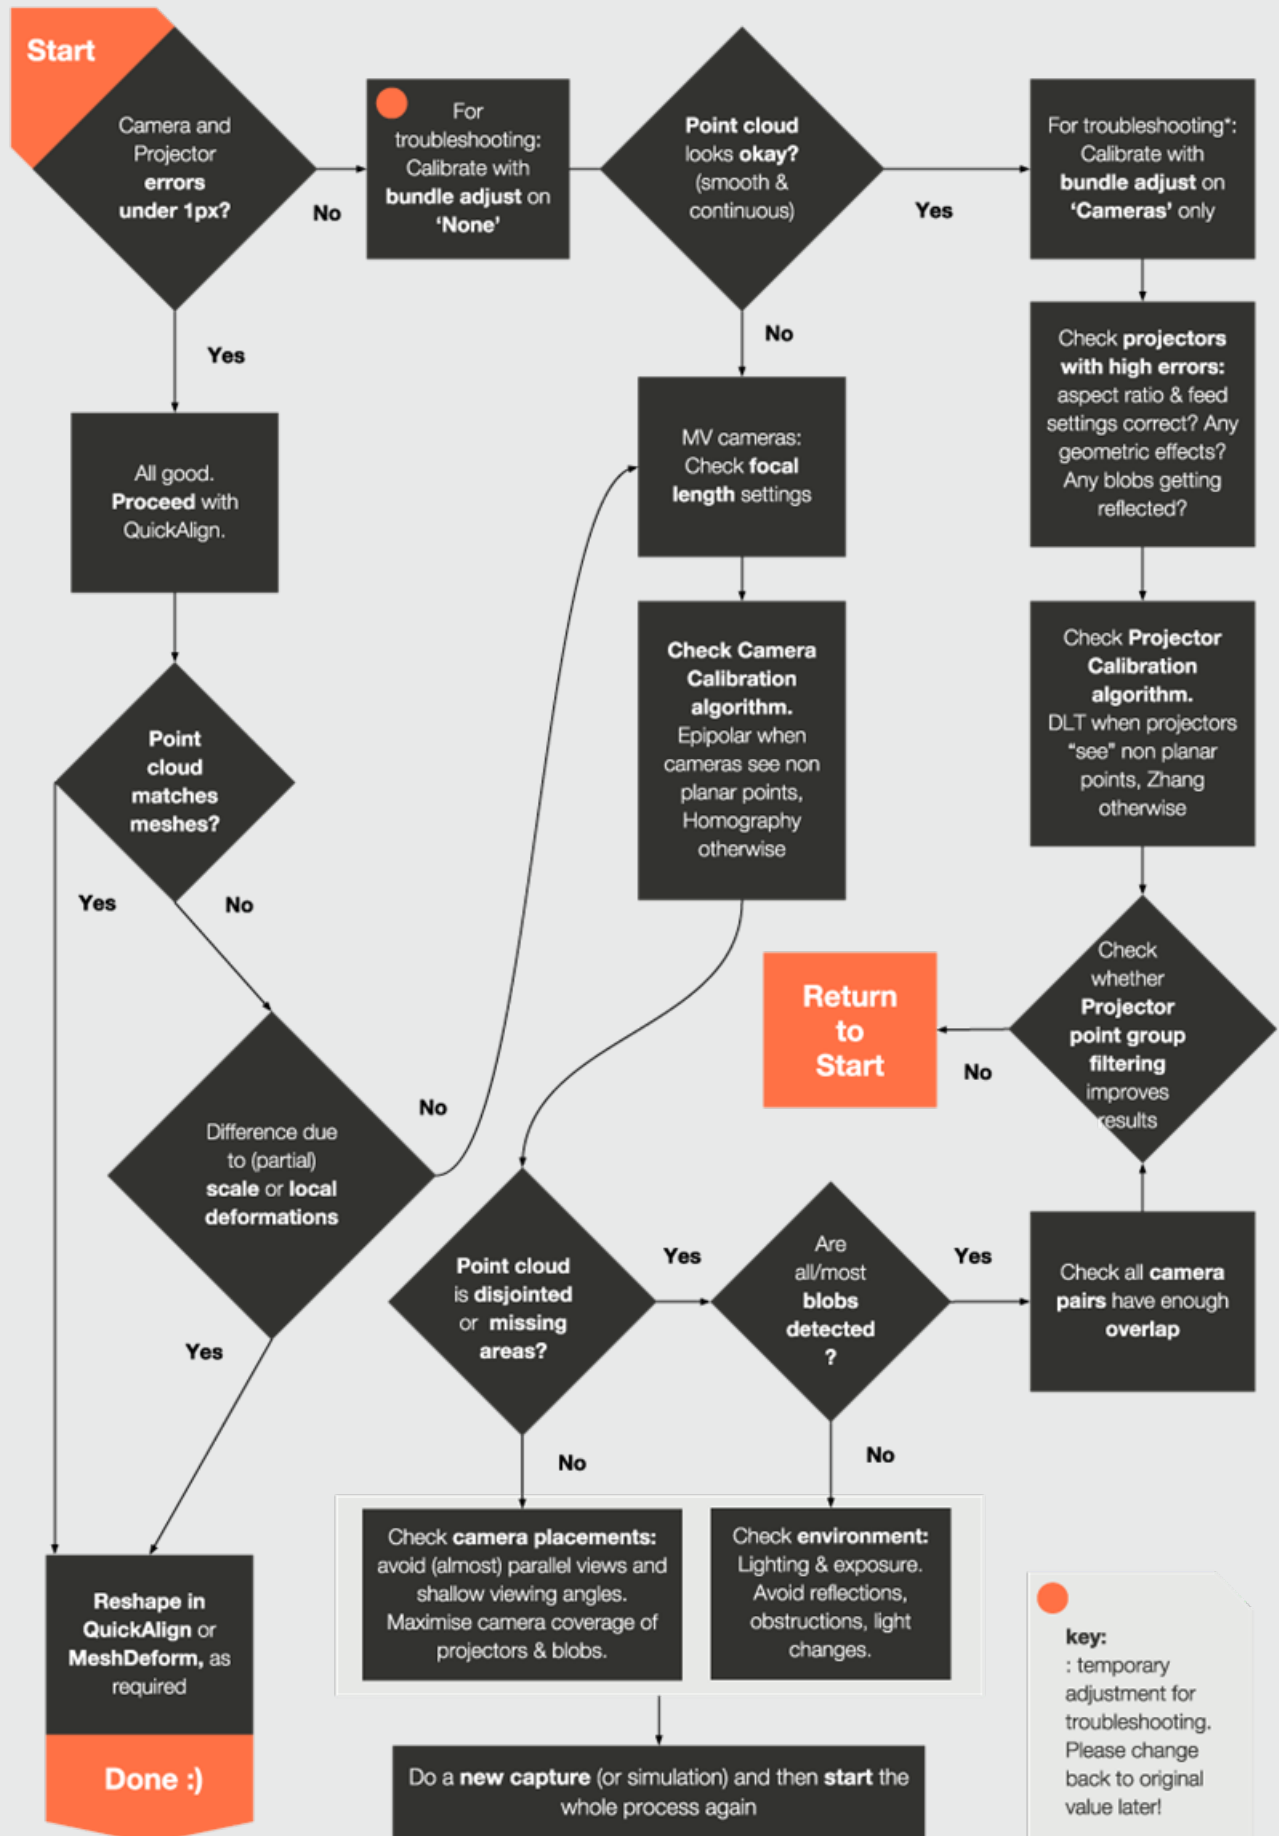 Start
Camera and
Projector
errors
under 1px?
No
For
troubleshooting:
Calibrate with
bundle adjust on
‘None’
Point cloud
looks okay?
(smooth &
continuous)
Yes
For troubleshooting*:
Calibrate with
bundle adjust on
‘Cameras’ only
No
Yes
Check projectors
with high errors:
aspect ratio & feed
settings correct? Any
geometric effects?
Any blobs getting
reflected?
All good.
Proceed with
QuickAlign.
MV cameras:
Check focal
length settings
Check Camera
Calibration
algorithm.
Epipolar when
cameras see non
planar points,
Homography
otherwise
Check Projector
Calibration
algorithm.
DLT when projectors
“see” non planar
points, Zhang
otherwise
Point
cloud
matches
meshes?
Yes
No
Check
whether
Projector
point group
filtering
improves
results
Return
to
Start
No
No
Difference due
to (partial)
scale or local
deformations
Yes
Point cloud
is disjointed
or missing
areas?
Yes
Are
all/most
blobs
detected
?
Yes
Check all camera
pairs have enough
overlap
No
No
Check camera placements:
avoid (almost) parallel views and
shallow viewing angles.
Maximise camera coverage of
projectors & blobs.
Check environment:
Lighting & exposure.
Avoid reflections,
obstructions, light
changes.
Reshape in
QuickAlign or
MeshDeform, as
required
Done :)
Do a new capture (or simulation) and then start the
whole process again
key:
: temporary
adjustment for
troubleshooting.
Please change
back to original
value later!